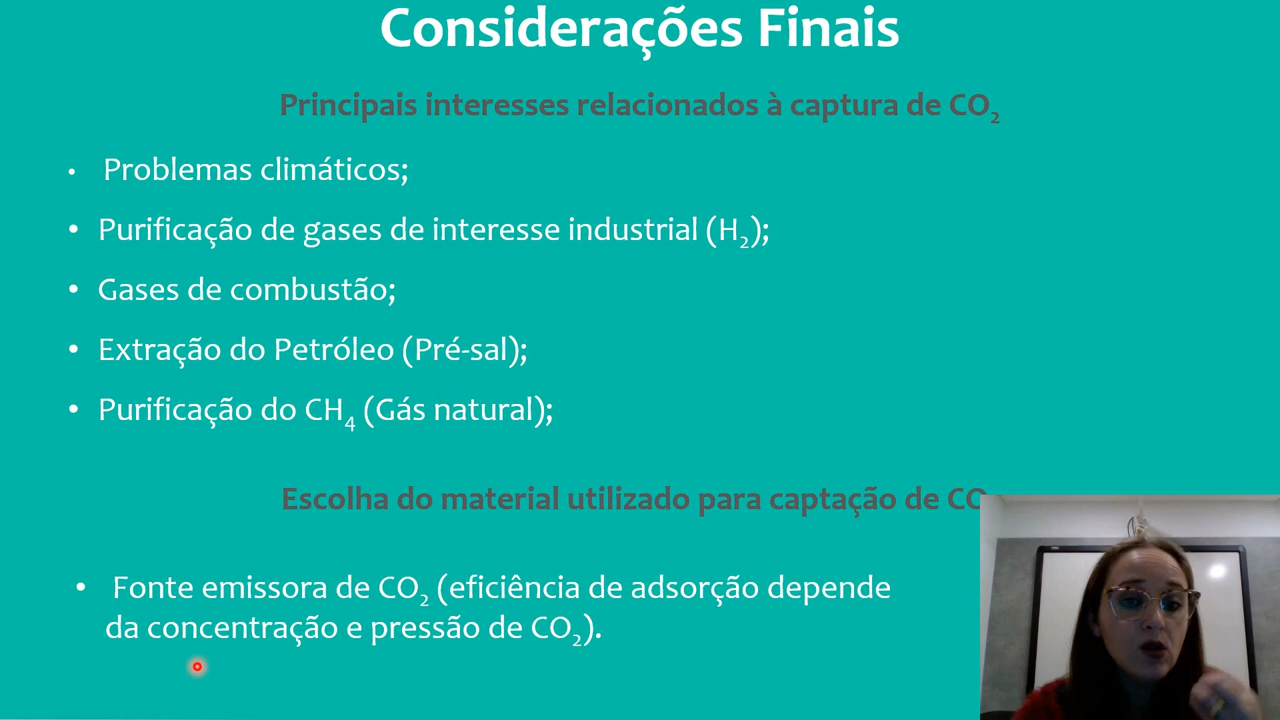 Considerações Finais
Principais interesses relacionados à captura de CO₂
• Problemas climáticos;
• Purificação de gases de interesse industrial (H₂);
• Gases de combustão;
• Extração do Petróleo (Pré-sal);
• Purificação do CH₄ (Gás natural);
Escolha do material utilizado para captação de CO
• Fonte emissora de CO₂ (eficiência de adsorção depende
da concentração e pressão de CO₂).